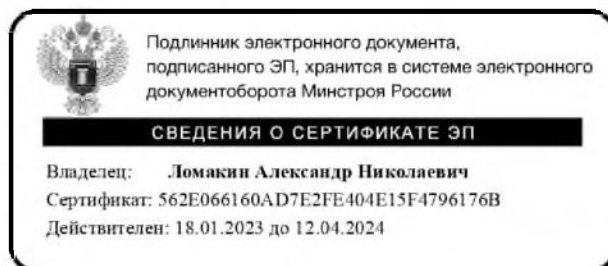 Подлинник электронного документа,
подписанного ЭП, хранится в системе электронного
документоборота Минстроя России
СВЕДЕНИЯ О СЕРТИФИКАТЕ ЭП
Владелец: Ломакин Александр Николаевич
Сертификат: 562E066160AD7E2FE404E15F4796176B
Действителен: 18.01.2023 до 12.04.2024